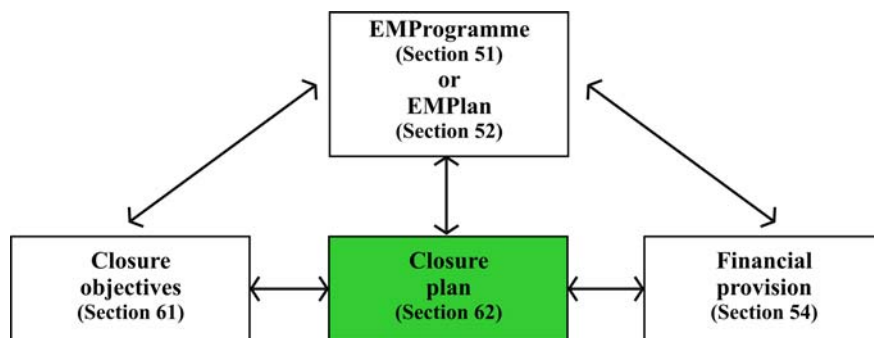 EMProgramme
(Section 51)
or
EMPlan
(Section 52)
Closure
objectives
(Section 61)
Closure
plan
(Section 62)
Financial
provision
(Section 54)